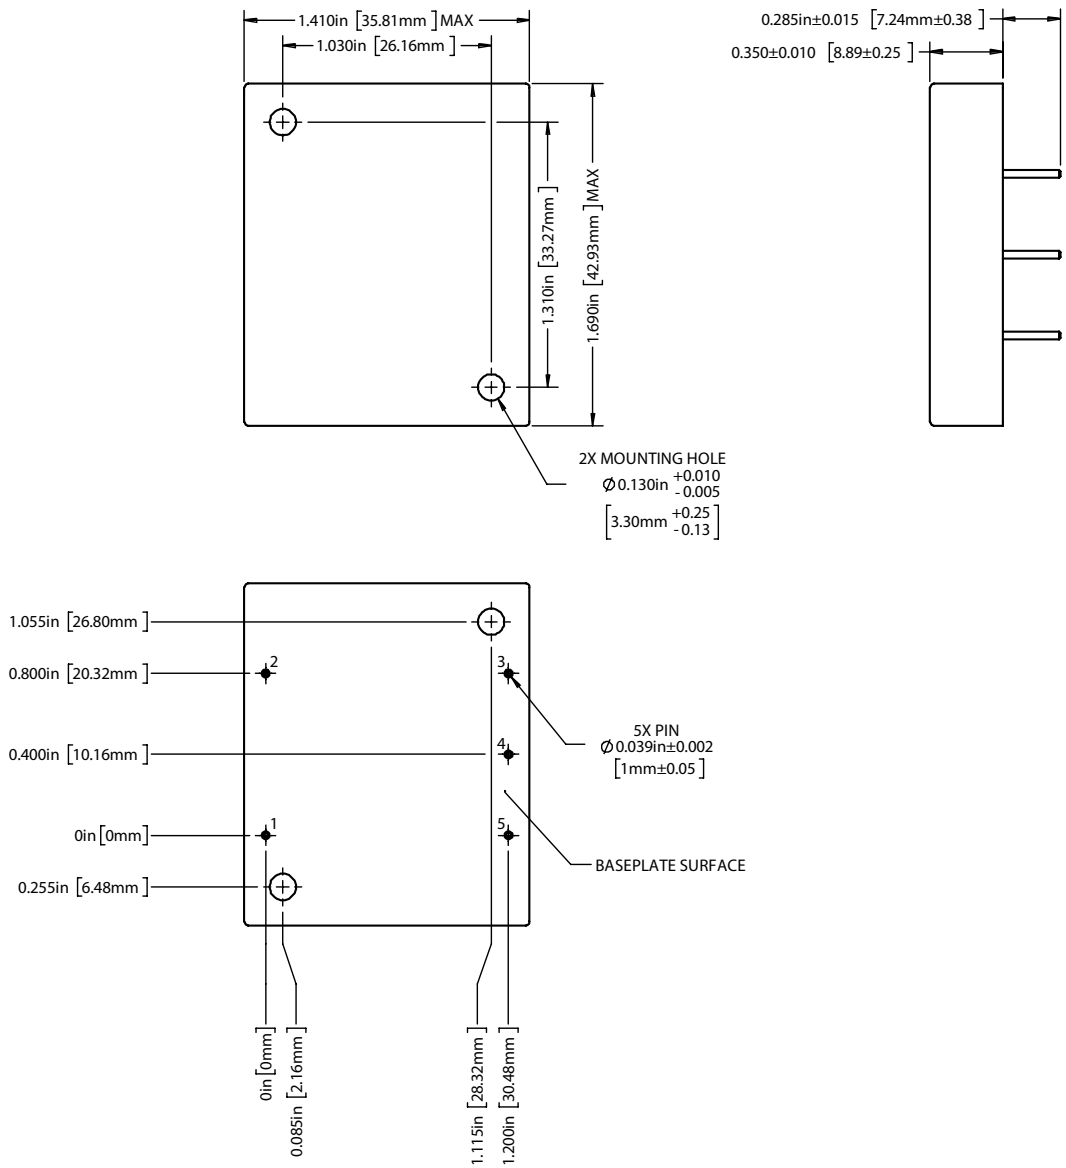 1.410in [35.81mm ] MAX
1.030in [26.16mm ]
0.285in±0.015 [7.24mm±0.38 ]
0.350±0.010 [8.89±0.25 ]
1.310in [33.27mm ]
1.690in [42.93mm ] MAX
2X MOUNTING HOLE
Ø 0.130in +0.010
- 0.005
[3.30mm +0.25
- 0.13 ]
1.055in [26.80mm ]
0.800in [20.32mm ]
2
3
0.400in [10.16mm ]
4
5X PIN
Ø 0.039in±0.002
[1mm±0.05 ]
0in [0mm ]
1
5
BASEPLATE SURFACE
0.255in [6.48mm ]
0in [0mm ]
0.085in [2.16mm ]
1.115in [28.32mm ]
1.200in [30.48mm ]